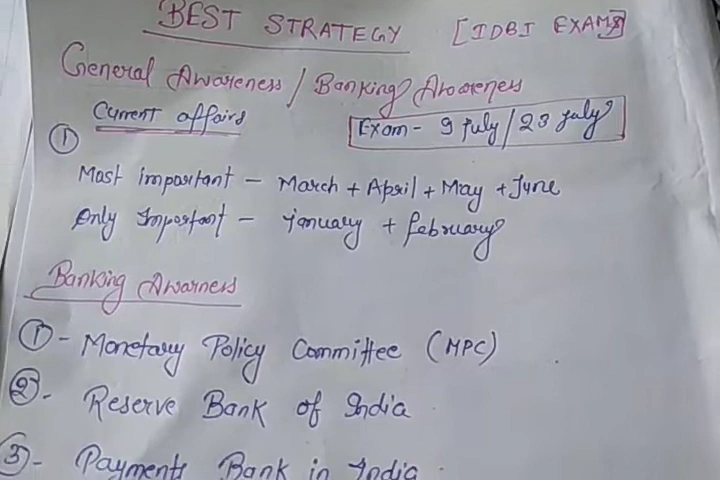 BEST STRATEGY [IDBI EXAMS]
General Awareness / Banking Awareness
Current affairs
Exam - 9 july / 23 july
①
Most important - March + April + May + June
Only Important - january + february
Banking Awarness
① - Monetary Policy Committee (MPC)
② - Reserve Bank of India
③ - Payments Bank in India